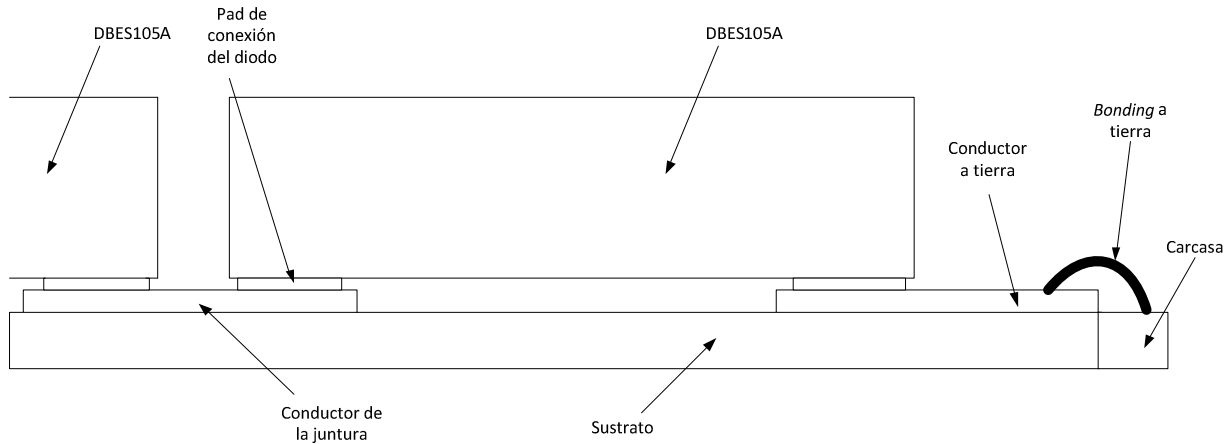 DBES105A
Pad de
conexión
del diodo
DBES105A
Bonding a
tierra
Conductor
a tierra
Carcasa
Conductor de
la juntura
Sustrato